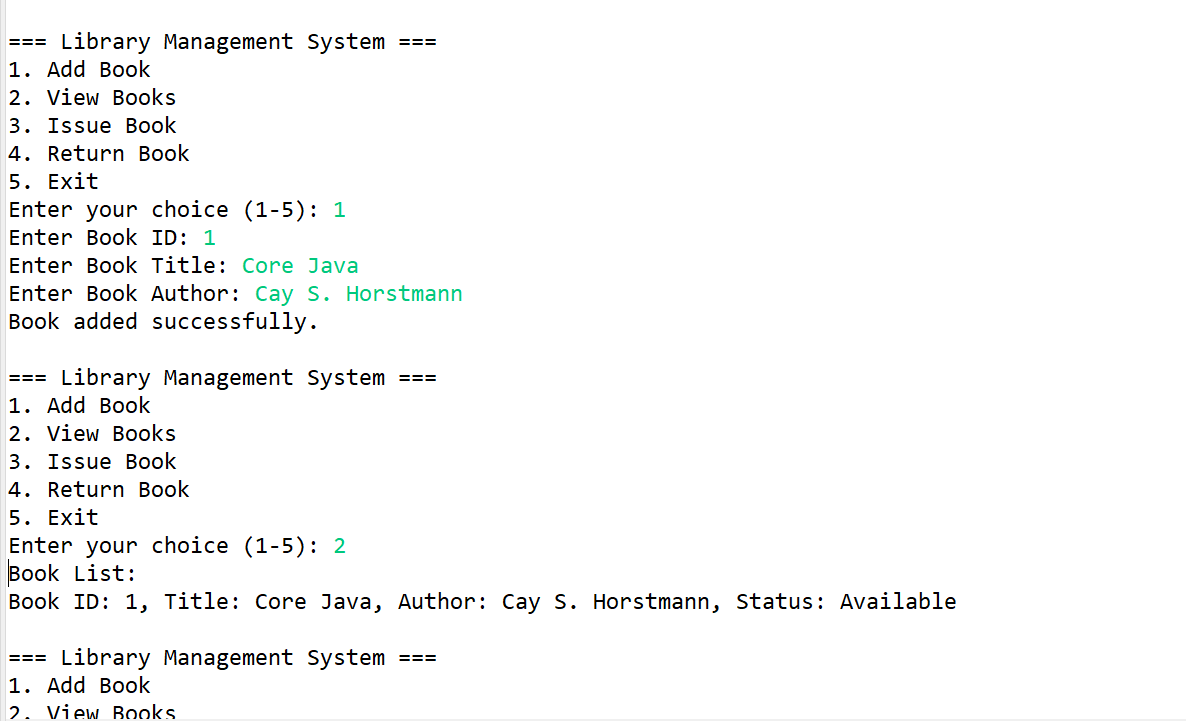 === Library Management System ===
1. Add Book
2. View Books
3. Issue Book
4. Return Book
5. Exit
Enter your choice (1-5): 1
Enter Book ID: 1
Enter Book Title: Core Java
Enter Book Author: Cay S. Horstmann
Book added successfully.
=== Library Management System ===
1. Add Book
2. View Books
3. Issue Book
4. Return Book
5. Exit
Enter your choice (1-5): 2
Book List:
Book ID: 1, Title: Core Java, Author: Cay S. Horstmann, Status: Available
=== Library Management System ===
1. Add Book
2. View Books